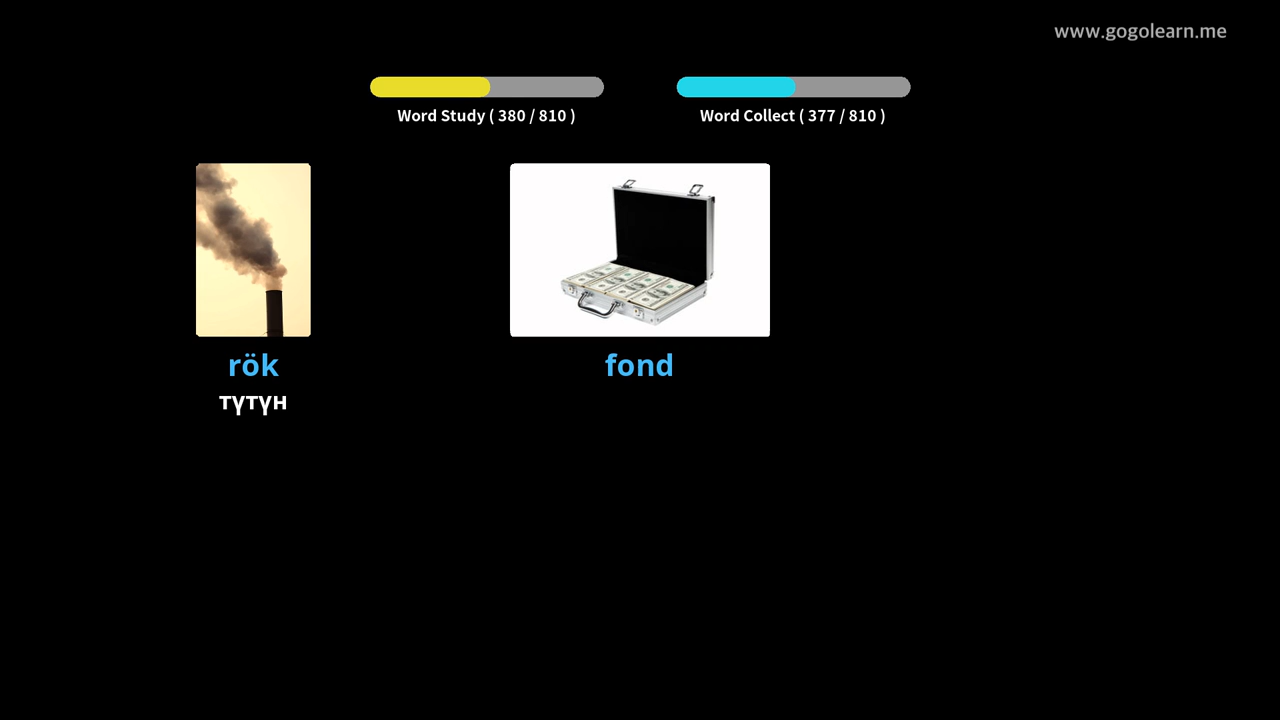 www.gogolearn.me
Word Study ( 380 / 810 )
Word Collect ( 377 / 810 )
rök
түтүн
fond